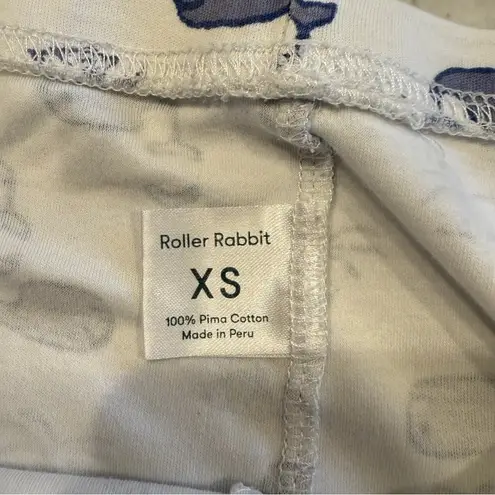 Roller Rabbit
XS
100% Pima Cotton
Made in Peru